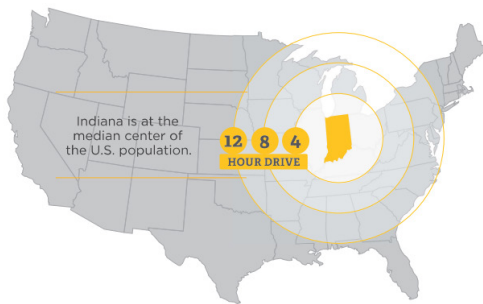 Indiana is at the
median center of
the U.S. population.
12 8 4
HOUR DRIVE